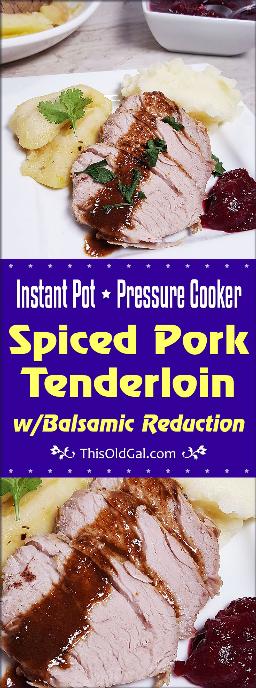 Instant Pot ★ Pressure Cooker
Spiced Pork
Tenderloin
w/Balsamic Reduction
ThisOldGal.com